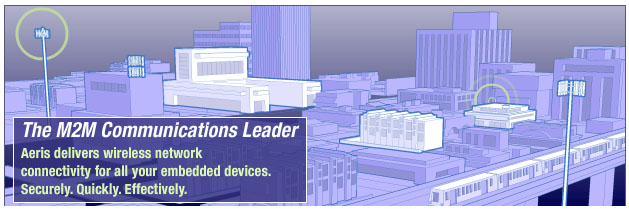 The M2M Communications Leader
Aeris delivers wireless network
connectivity for all your embedded devices.
Securely. Quickly. Effectively.